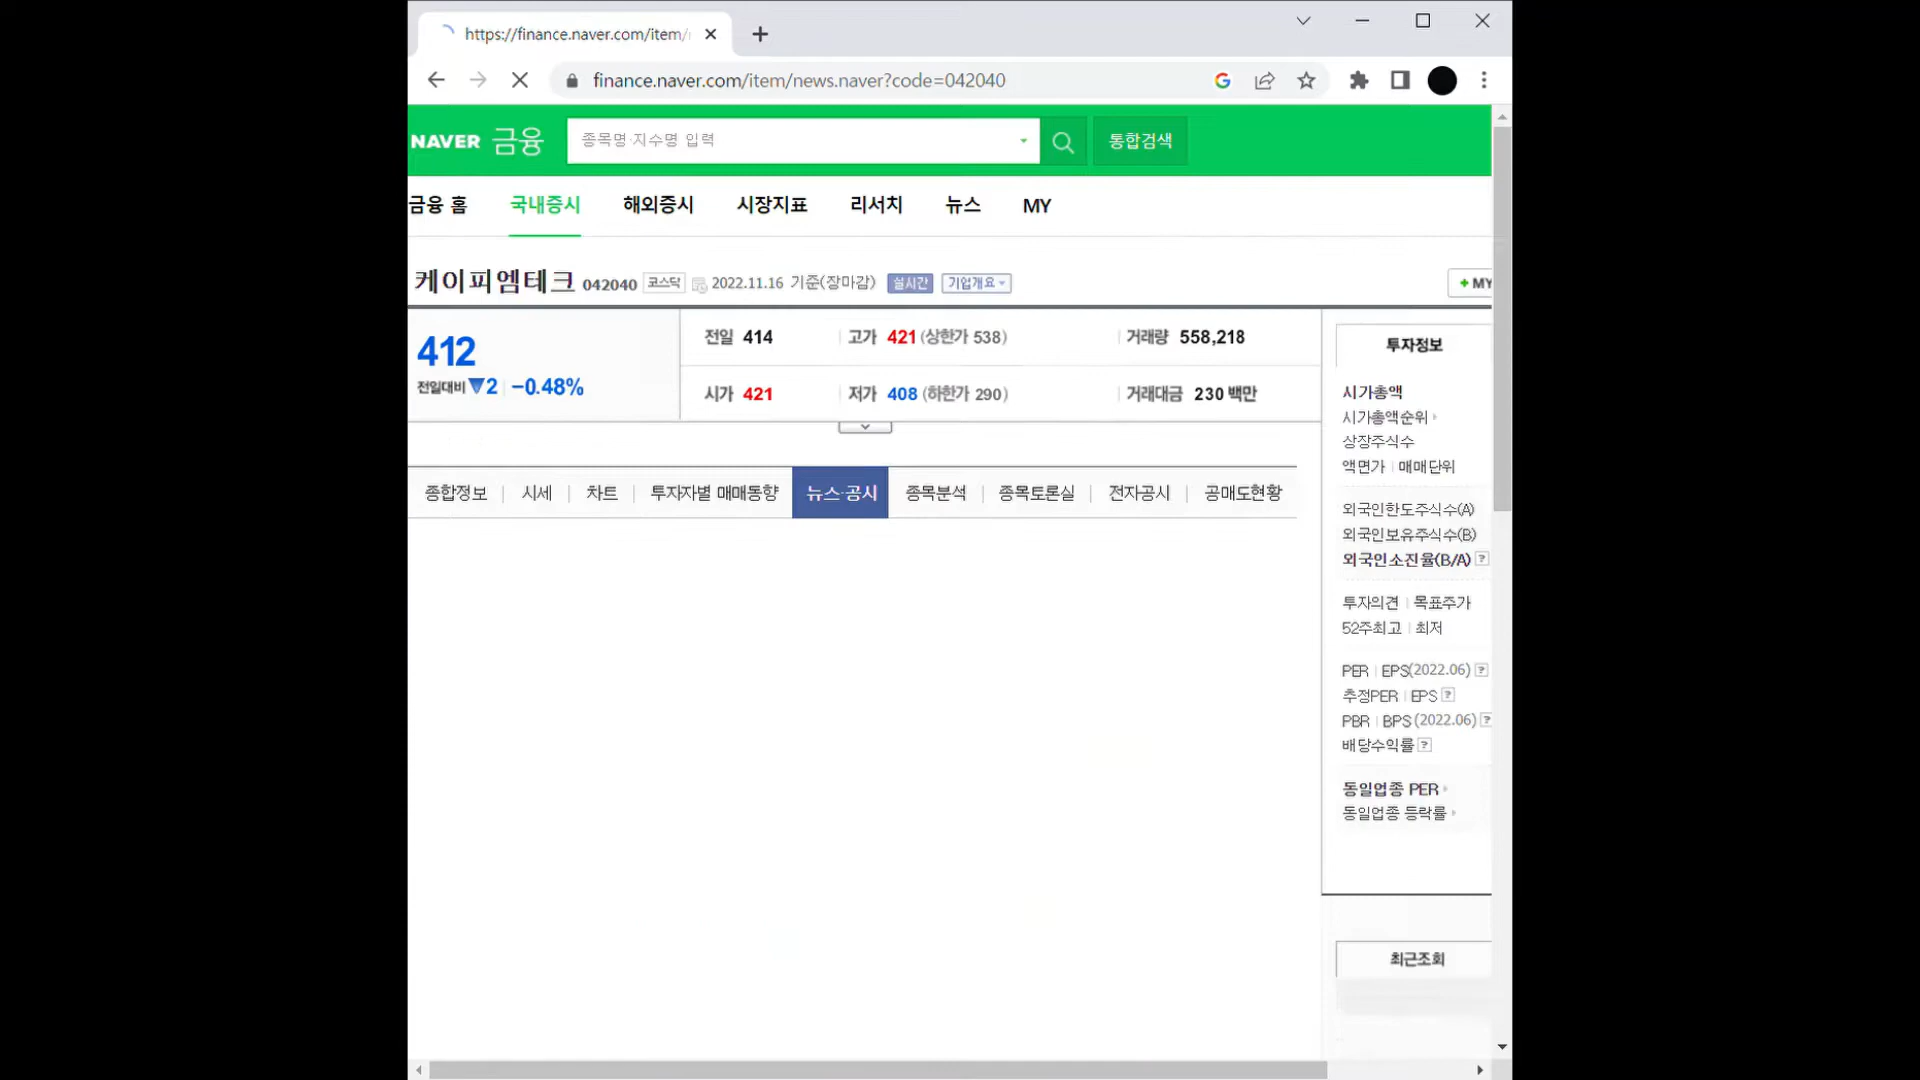 https://finance.naver.com/item/
finance.naver.com/item/news.naver?code=042040
NAVER 금융 종목명·지수명 입력 통합검색
금융 홈 국내증시 해외증시 시장지표 리서치 뉴스 MY
케이피엠테크 042040 코스닥 2022.11.16 기준(장마감) 실시간 기업개요 + MY
412
전일대비 ▼2 -0.48%
전일 414 고가 421 (상한가 538) 거래량 558,218
시가 421 저가 408 (하한가 290) 거래대금 230 백만
종합정보 시세 차트 투자자별 매매동향 뉴스·공시 종목분석 종목토론실 전자공시 공매도현황
투자정보
시가총액
시가총액순위
상장주식수
액면가 매매단위
외국인한도주식수(A)
외국인보유주식수(B)
외국인소진율(B/A) ?
투자의견 목표주가
52주최고 최저
PER EPS(2022.06) ?
추정PER EPS ?
PBR BPS (2022.06) ?
배당수익률 ?
동일업종 PER
동일업종 등락률
최근조회